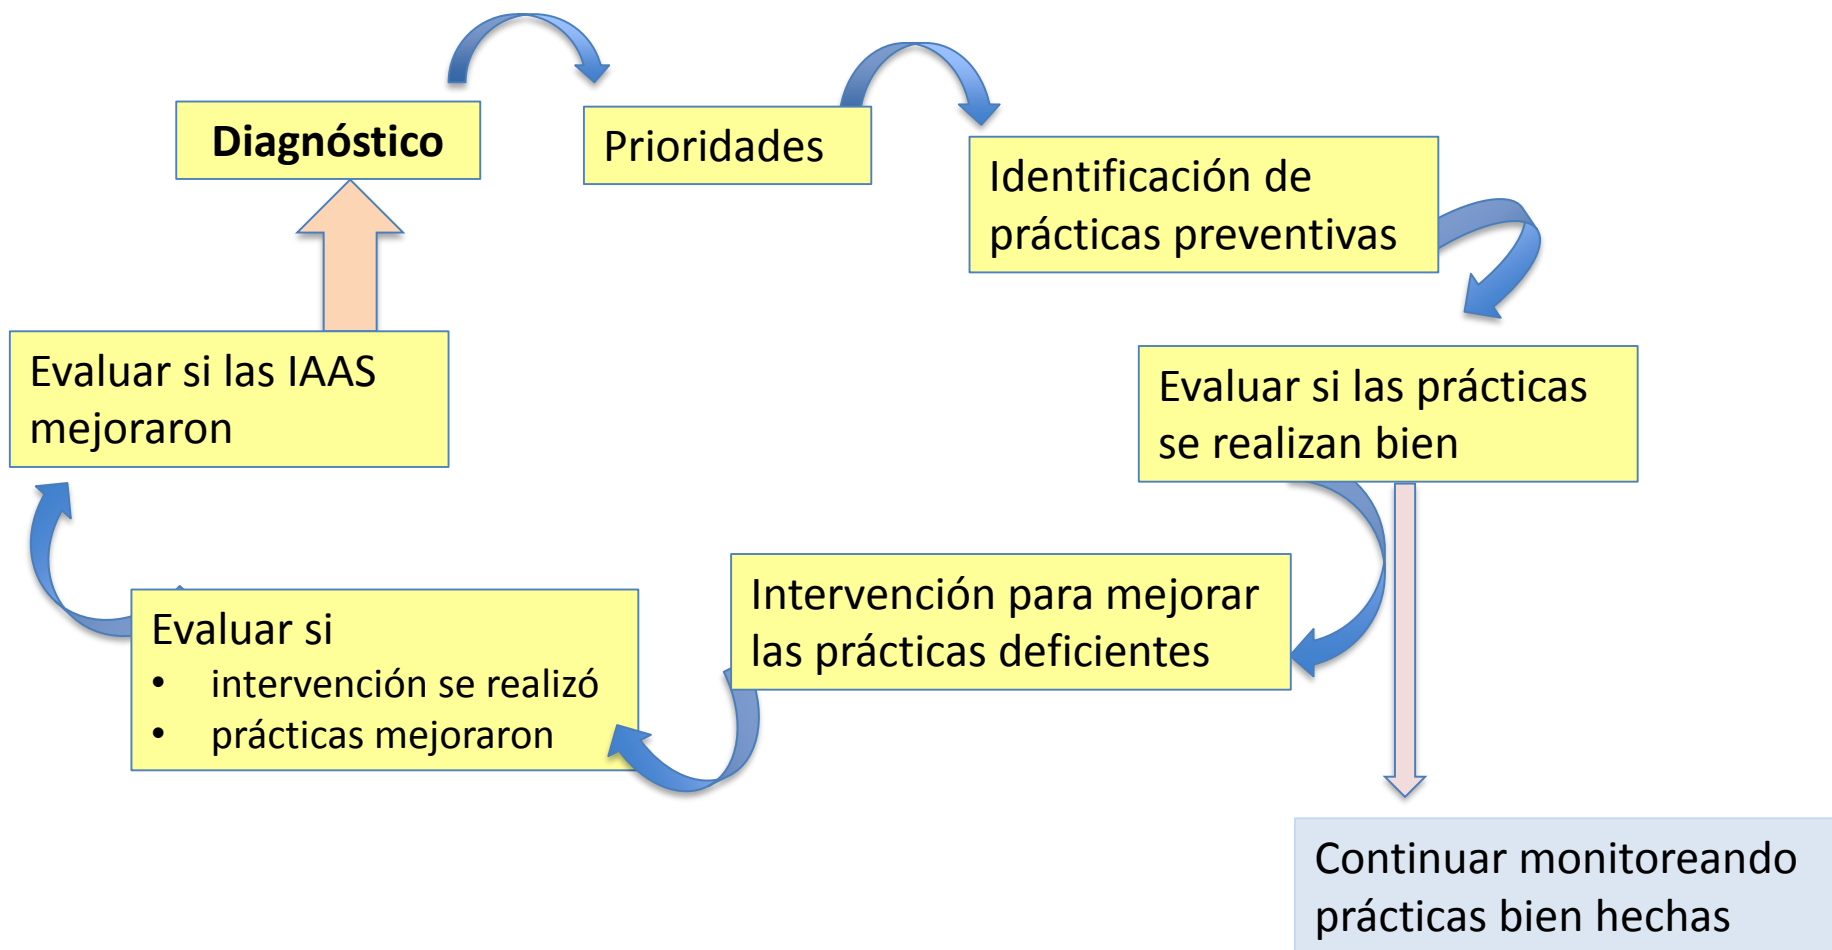 Diagnóstico
Prioridades
Identificación de
prácticas preventivas
Evaluar si las prácticas
se realizan bien
Intervención para mejorar
las prácticas deficientes
Evaluar si
• intervención se realizó
• prácticas mejoraron
Evaluar si las IAAS
mejoraron
Continuar monitoreando
prácticas bien hechas